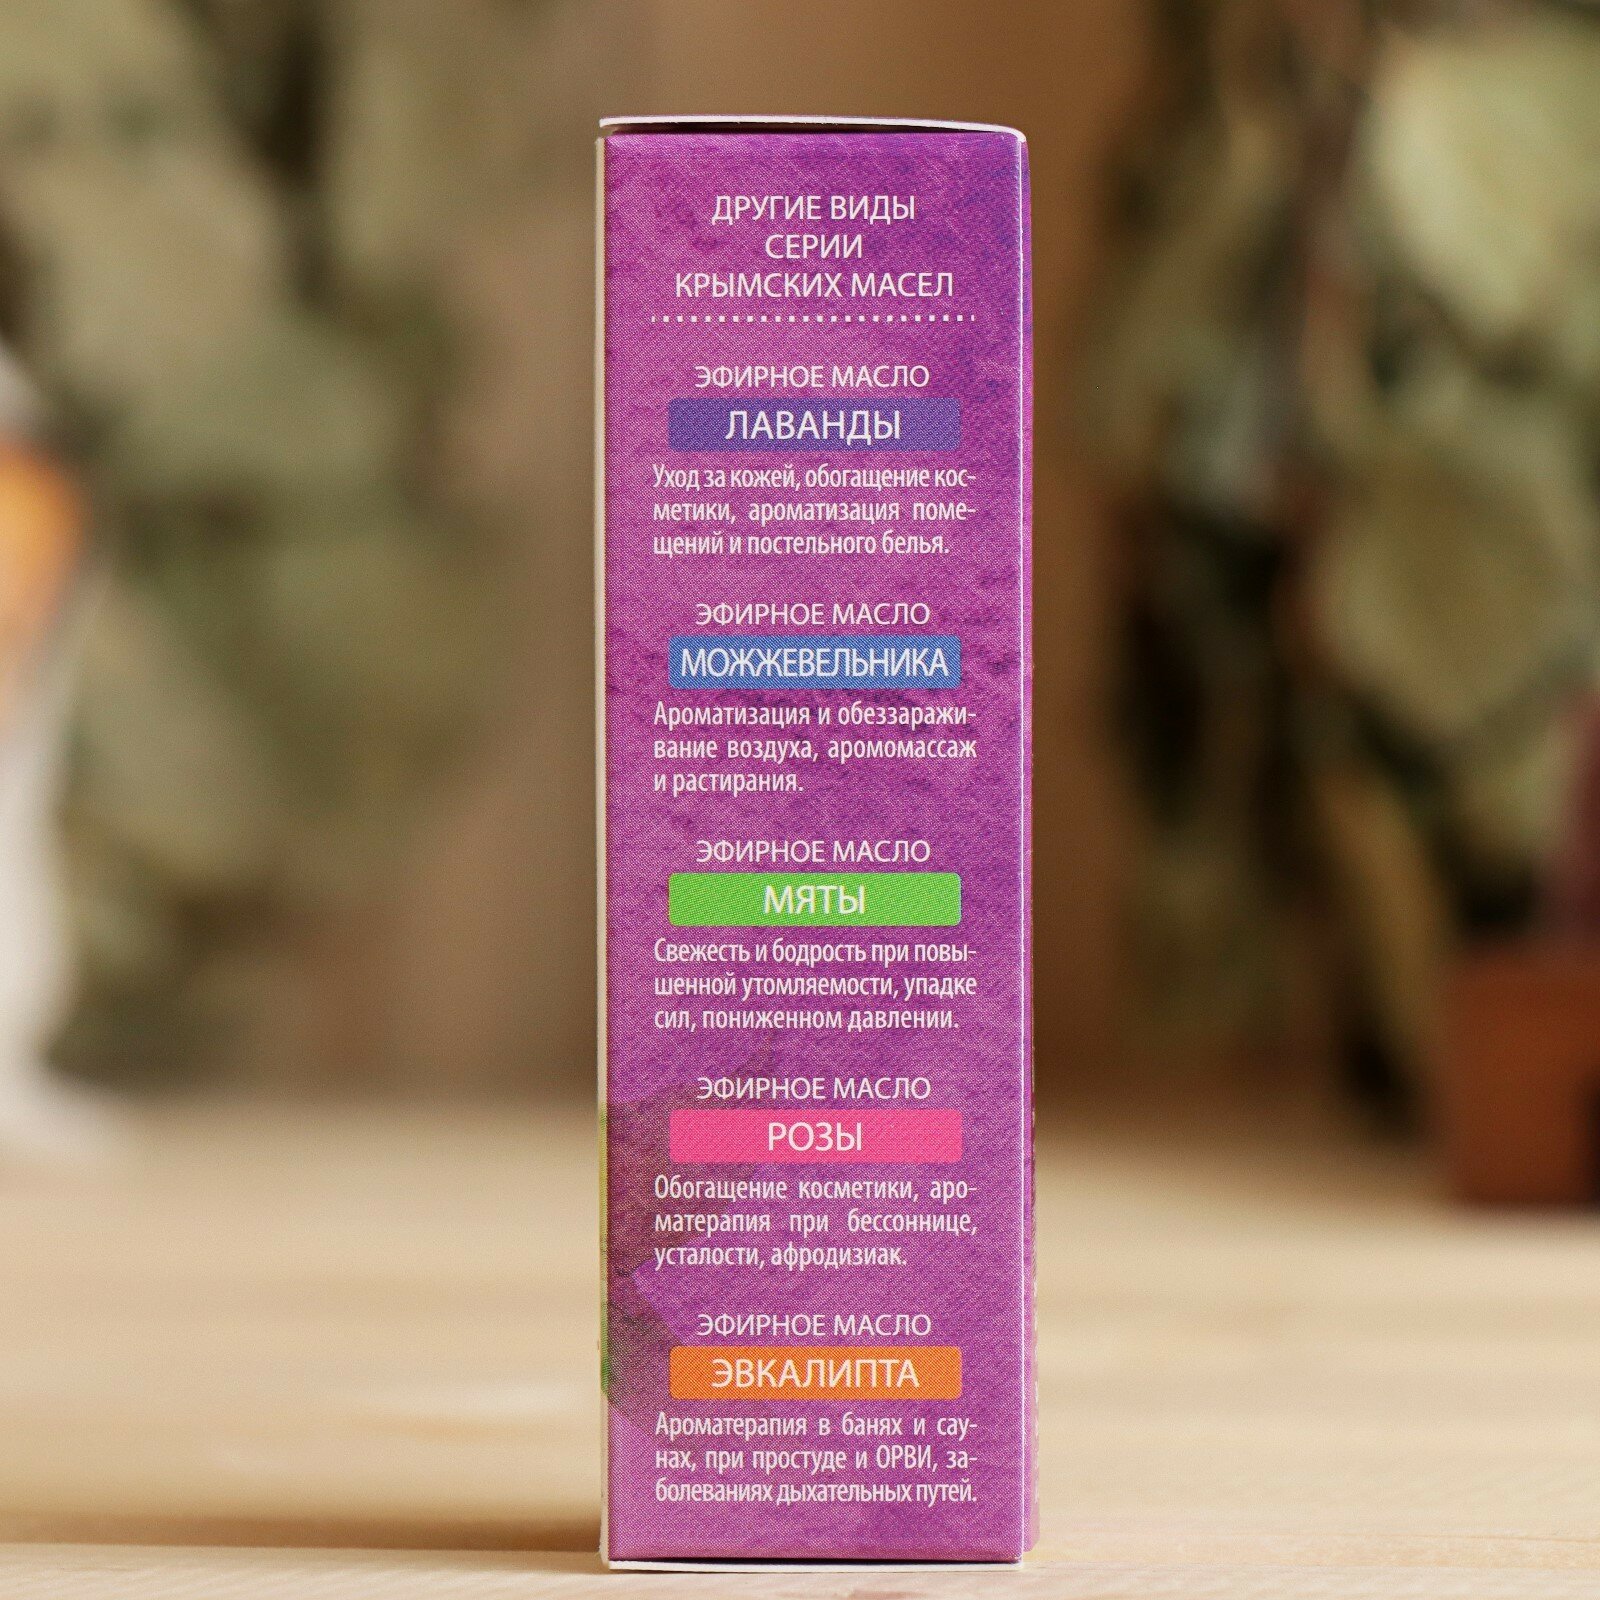 ДРУГИЕ ВИДЫ
СЕРИИ
КРЫМСКИХ МАСЕЛ
ЭФИРНОЕ МАСЛО
ЛАВАНДЫ
Уход за кожей, обогащение кос-
метики, ароматизация поме-
щений и постельного белья.
ЭФИРНОЕ МАСЛО
МОЖЖЕВЕЛЬНИКА
Ароматизация и обеззаражи-
вание воздуха, аромомассаж
и растирания.
ЭФИРНОЕ МАСЛО
МЯТЫ
Свежесть и бодрость при повы-
шенной утомляемости, упадке
сил, пониженном давлении.
ЭФИРНОЕ МАСЛО
РОЗЫ
Обогащение косметики, аро-
матерапия при бессоннице,
усталости, афродизиак.
ЭФИРНОЕ МАСЛО
ЭВКАЛИПТА
Ароматерапия в банях и сау-
нах, при простуде и ОРВИ, за-
болеваниях дыхательных путей.